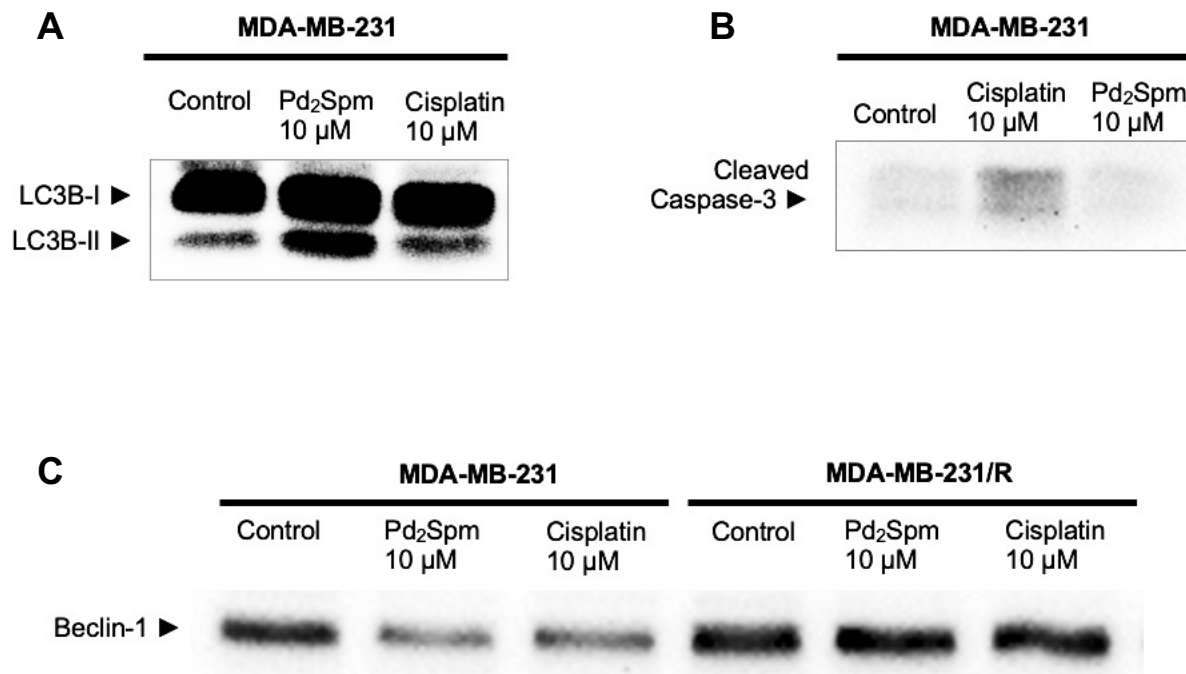 A
MDA-MB-231
Control
Pd₂Spm
10 µM
Cisplatin
10 µM
LC3B-I ►
LC3B-II ►
B
MDA-MB-231
Control
Cisplatin
10 µM
Pd₂Spm
10 µM
Cleaved
Caspase-3 ►
C
MDA-MB-231
MDA-MB-231/R
Control
Pd₂Spm
10 µM
Cisplatin
10 µM
Control
Pd₂Spm
10 µM
Cisplatin
10 µM
Beclin-1 ►